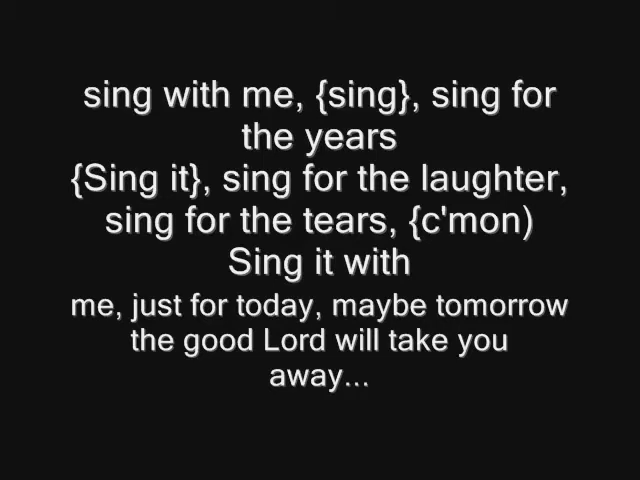 sing with me, {sing}, sing for
the years
{Sing it}, sing for the laughter,
sing for the tears, {c'mon)
Sing it with
me, just for today, maybe tomorrow
the good Lord will take you
away...